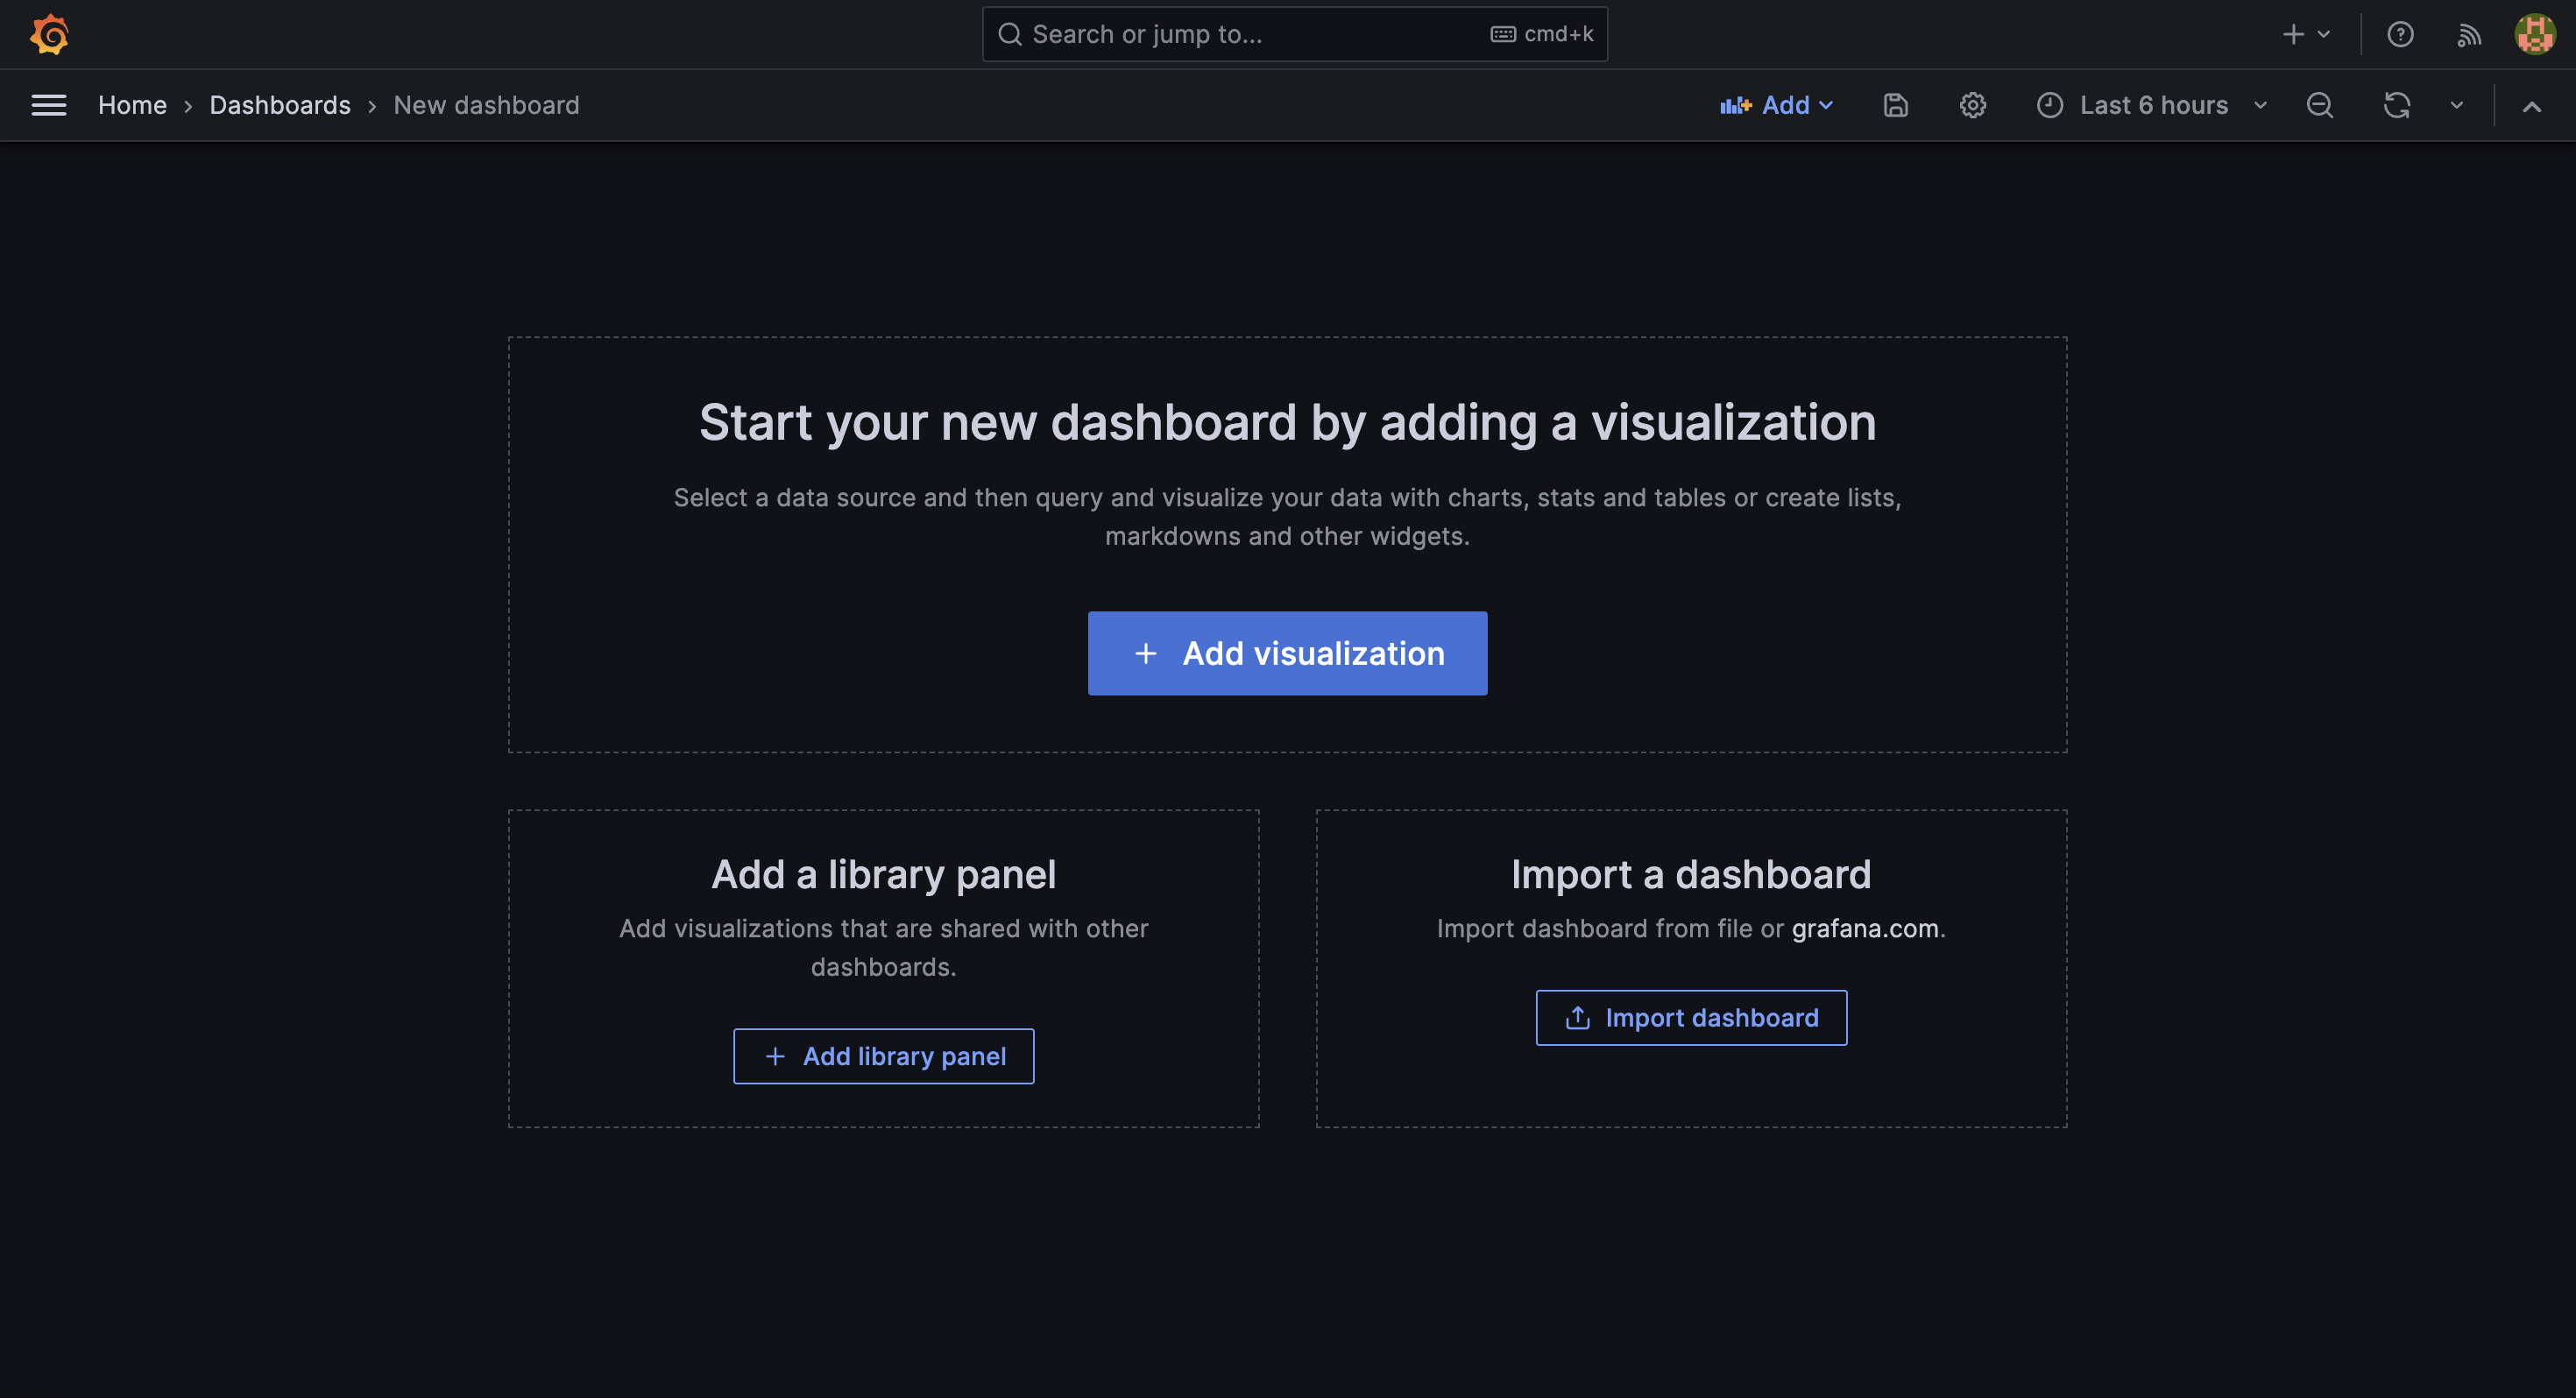 Search or jump to...
cmd+k
Home
Dashboards
New dashboard
Add
Last 6 hours
Start your new dashboard by adding a visualization
Select a data source and then query and visualize your data with charts, stats and tables or create lists,
markdowns and other widgets.
Add visualization
Add a library panel
Add visualizations that are shared with other
dashboards.
Add library panel
Import a dashboard
Import dashboard from file or grafana.com.
Import dashboard